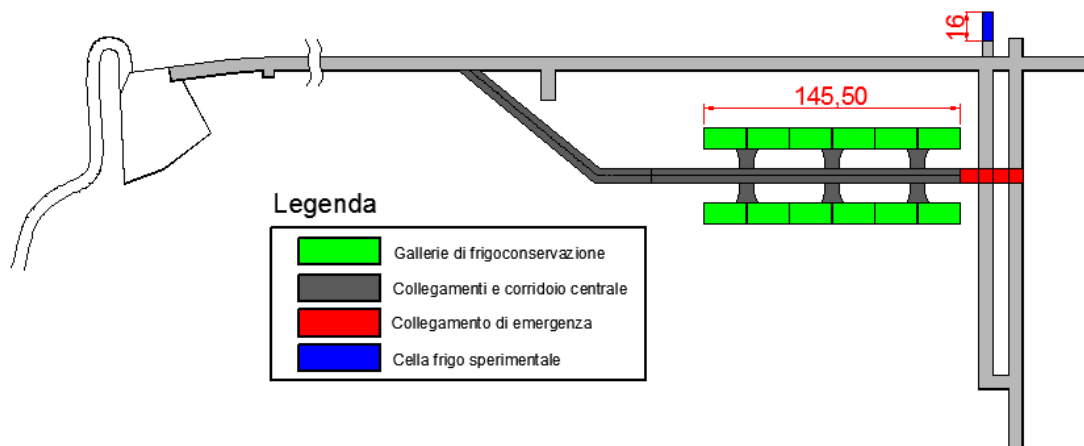 16
145,50
Legenda
Gallerie di frigoconservazione
Collegamenti e corridoio centrale
Collegamento di emergenza
Cella frigo sperimentale